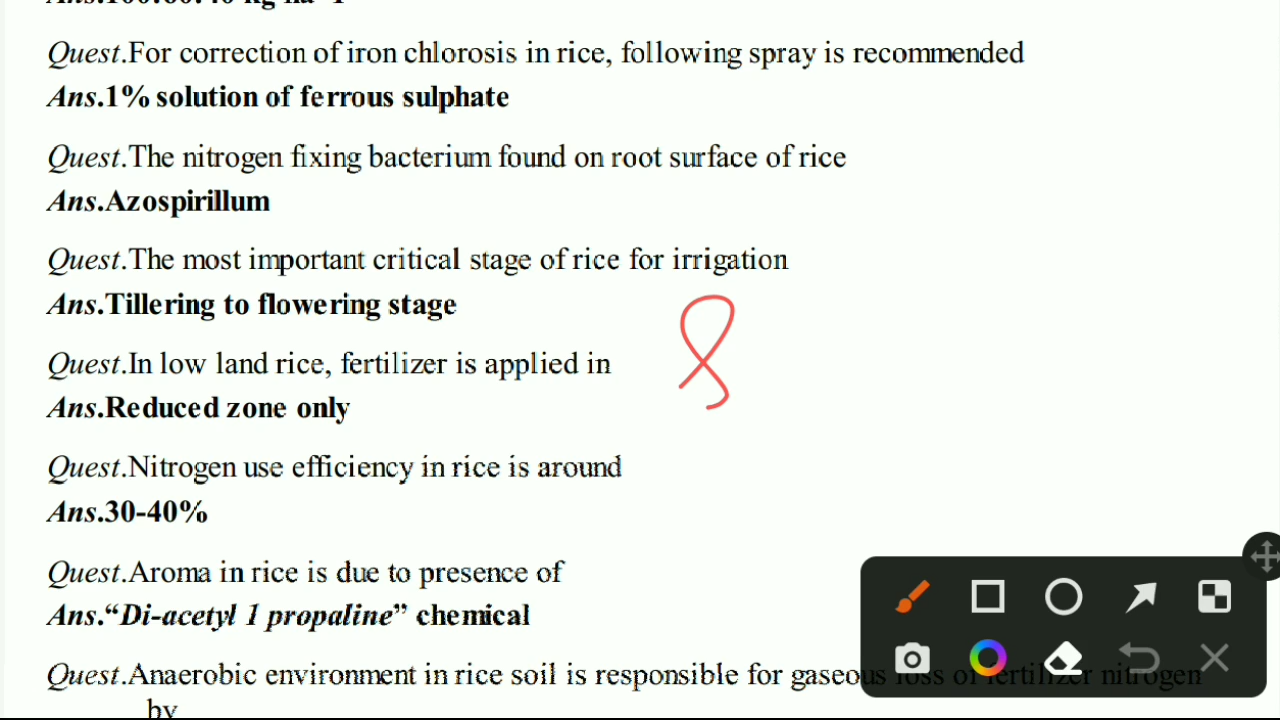 Quest.For correction of iron chlorosis in rice, following spray is recommended
Ans.1% solution of ferrous sulphate
Quest.The nitrogen fixing bacterium found on root surface of rice
Ans.Azospirillum
Quest.The most important critical stage of rice for irrigation
Ans.Tillering to flowering stage
Quest.In low land rice, fertilizer is applied in
Ans.Reduced zone only
Quest.Nitrogen use efficiency in rice is around
Ans.30-40%
Quest.Aroma in rice is due to presence of
Ans.“Di-acetyl 1 propaline” chemical
Quest.Anaerobic environment in rice soil is responsible for gaseous loss of fertilizer nitrogen
by